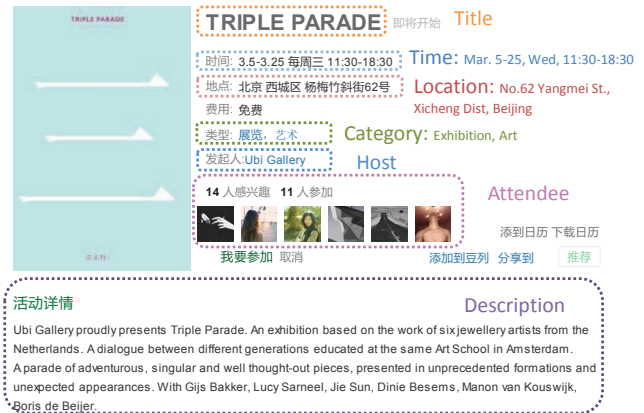 TRIPLE PARADE
TRIPLE PARADE 即将开始 Title
时间: 3.5-3.25 每周三 11:30-18:30 Time: Mar. 5-25, Wed, 11:30-18:30
地点: 北京 西城区 杨梅竹斜街62号 Location: No.62 Yangmei St.,
Xicheng Dist, Beijing
费用: 免费
类型: 展览, 艺术 Category: Exhibition, Art
发起人:Ubi Gallery Host
14 人感兴趣 11 人参加 Attendee
添到日历 下载日历
我要参加 取消 添加到豆列 分享到 推荐
活动详情 Description
Ubi Gallery proudly presents Triple Parade. An exhibition based on the work of six jewellery artists from the
Netherlands. A dialogue between different generations educated at the same Art School in Amsterdam.
A parade of adventurous, singular and well thought-out pieces, presented in unprecedented formations and
unexpected appearances. With Gijs Bakker, Lucy Sarneel, Jie Sun, Dinie Besems, Manon van Kouswijk,
Boris de Beijer.